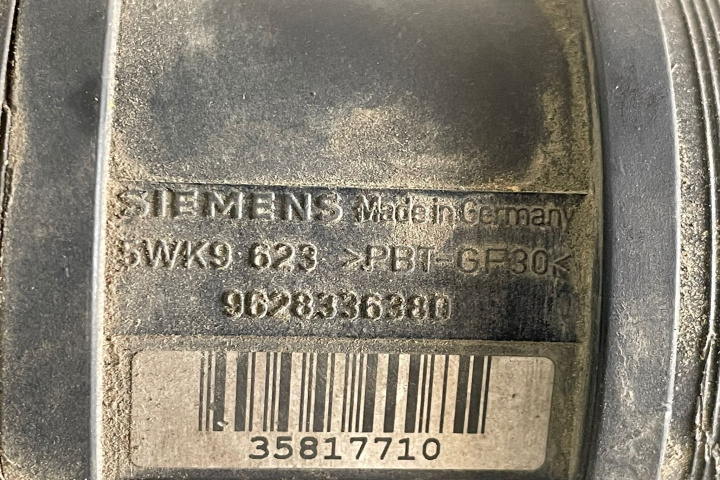 SIEMENS Made in Germany
5WK9 623 >PBT-GF30<
9628336380
35817710